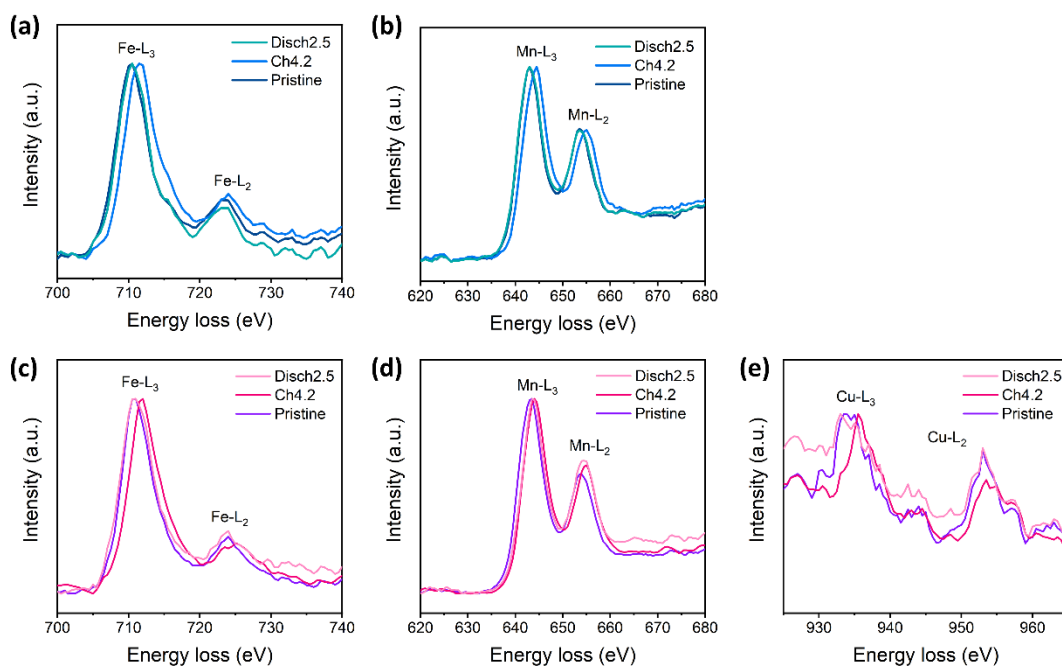 (a)
Fe-L₃
Fe-L₂
Disch2.5
Ch4.2
Pristine
Intensity (a.u.)
700 710 720 730 740
Energy loss (eV)
(b)
Mn-L₃
Mn-L₂
Disch2.5
Ch4.2
Pristine
Intensity (a.u.)
620 630 640 650 660 670 680
Energy loss (eV)
(c)
Fe-L₃
Fe-L₂
Disch2.5
Ch4.2
Pristine
Intensity (a.u.)
700 710 720 730 740
Energy loss (eV)
(d)
Mn-L₃
Mn-L₂
Disch2.5
Ch4.2
Pristine
Intensity (a.u.)
620 630 640 650 660 670 680
Energy loss (eV)
(e)
Cu-L₃
Cu-L₂
Disch2.5
Ch4.2
Pristine
Intensity (a.u.)
930 940 950 960
Energy loss (eV)